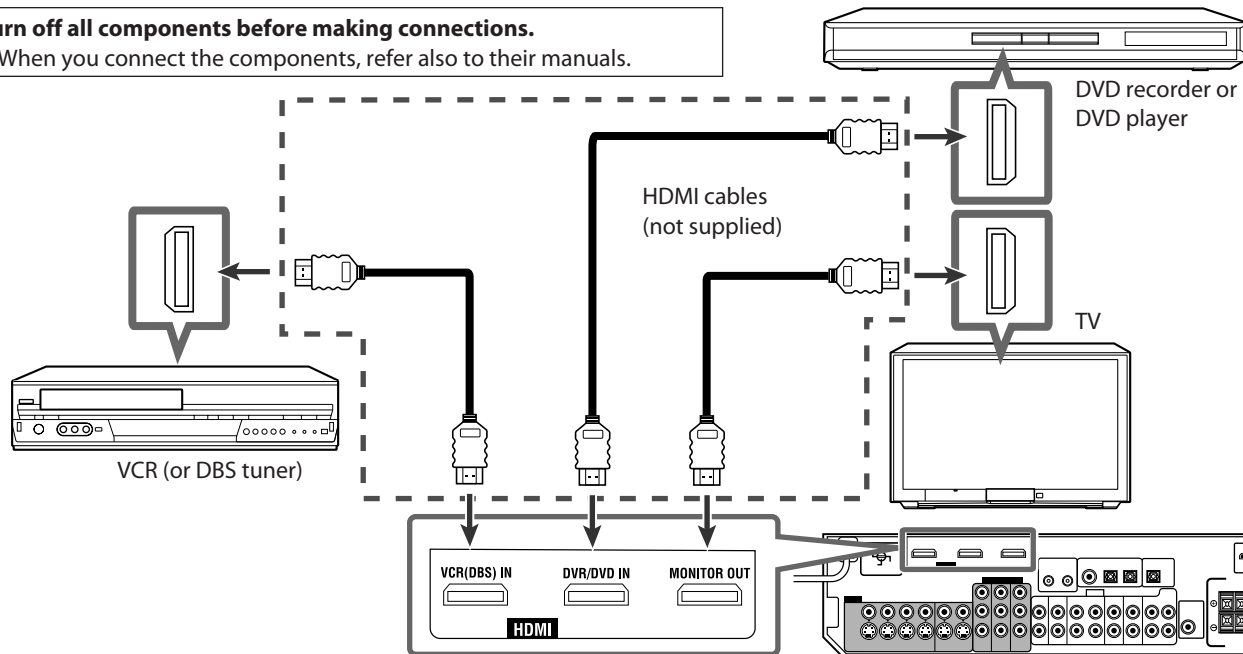 off all components before making connections.
When you connect the components, refer also to their manuals.
DVD recorder or
DVD player
HDMI cables
(not supplied)
TV
VCR (or DBS tuner)
VCR(DBS) IN
DVR/DVD IN
MONITOR OUT
HDMI